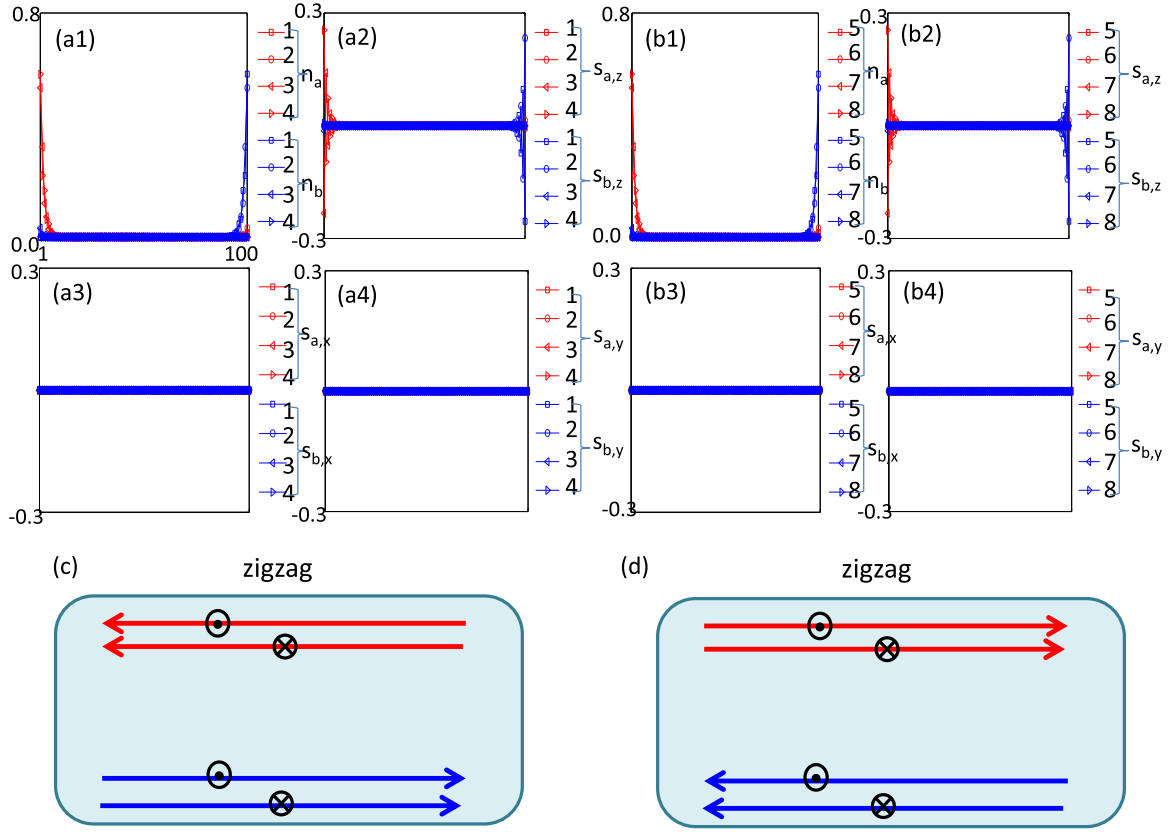 0.8
(a1)
0.0
1
100
1
2
3
4
n_a
1
2
3
4
n_b
0.3
(a2)
-0.3
1
2
3
4
s_a,z
1
2
3
4
s_b,z
0.8
(b1)
0.0
5
6
7
8
n_a
5
6
7
8
n_b
0.3
(b2)
-0.3
5
6
7
8
s_a,z
5
6
7
8
s_b,z
0.3
(a3)
-0.3
1
2
3
4
s_a,x
1
2
3
4
s_b,x
0.3
(a4)
-0.3
1
2
3
4
s_a,y
1
2
3
4
s_b,y
0.3
(b3)
-0.3
5
6
7
8
s_a,x
5
6
7
8
s_b,x
0.3
(b4)
-0.3
5
6
7
8
s_a,y
5
6
7
8
s_b,y
(c)
zigzag
(d)
zigzag